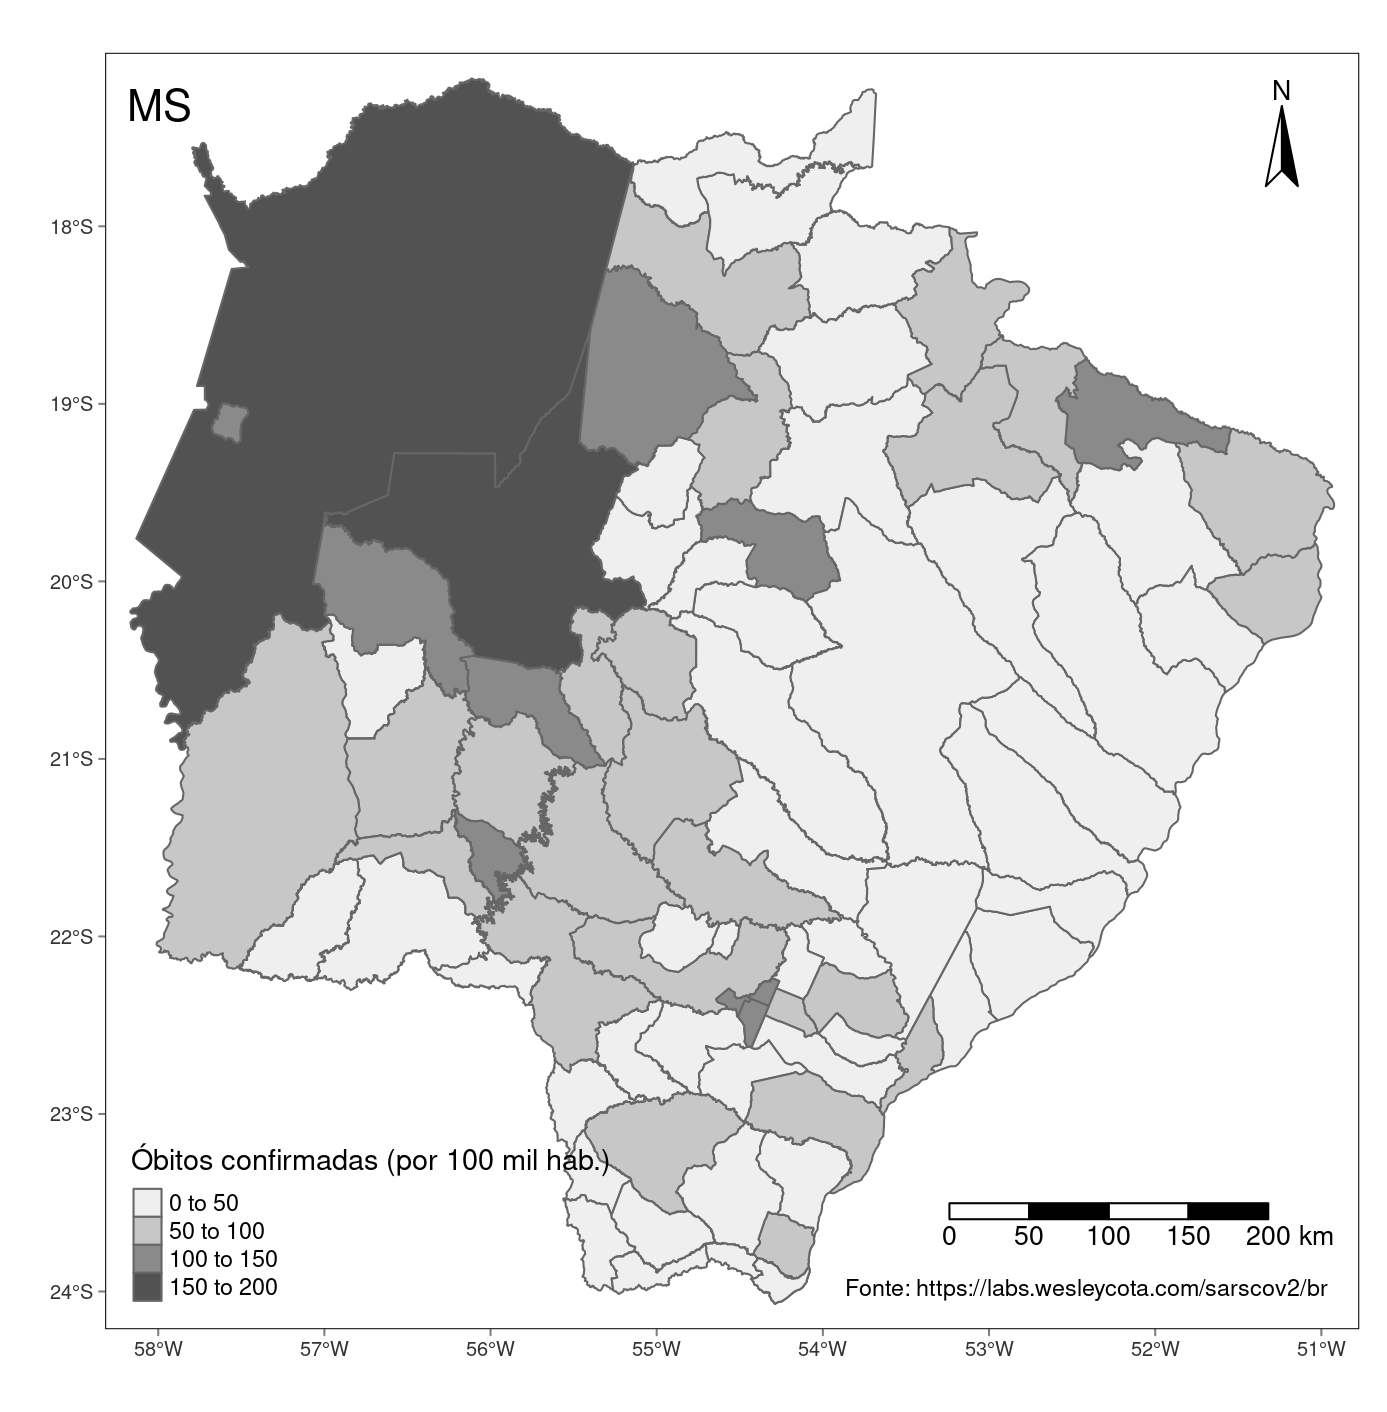 MS
N
18°S
19°S
20°S
21°S
22°S
23°S
24°S
Óbitos confirmadas (por 100 mil hab.)
0 to 50
50 to 100
100 to 150
150 to 200
0 50 100 150 200 km
Fonte: https://labs.wesleycota.com/sarscov2/br
58°W 57°W 56°W 55°W 54°W 53°W 52°W 51°W